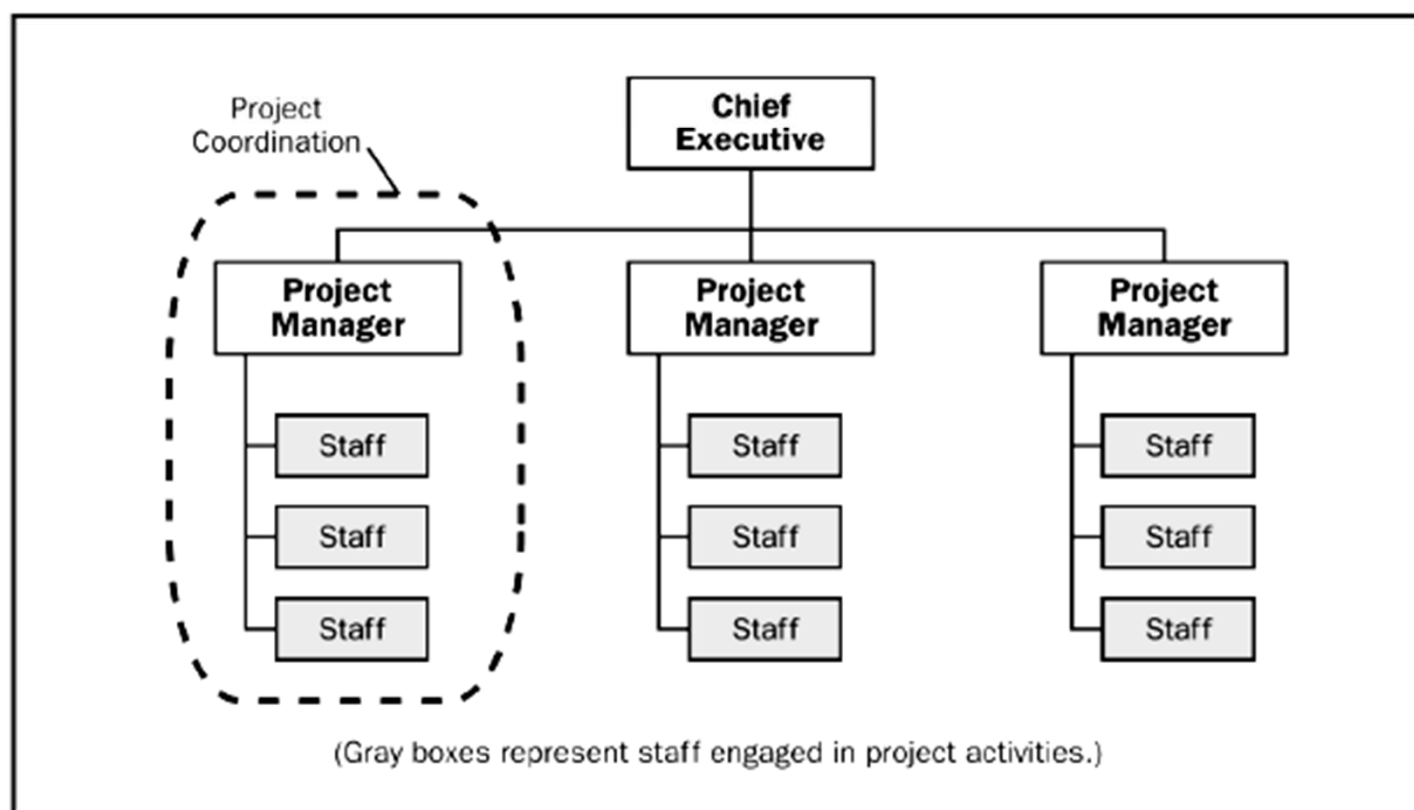 Project
Coordination
Chief
Executive
Project
Manager
Project
Manager
Project
Manager
Staff
Staff
Staff
Staff
Staff
Staff
Staff
Staff
Staff
(Gray boxes represent staff engaged in project activities.)